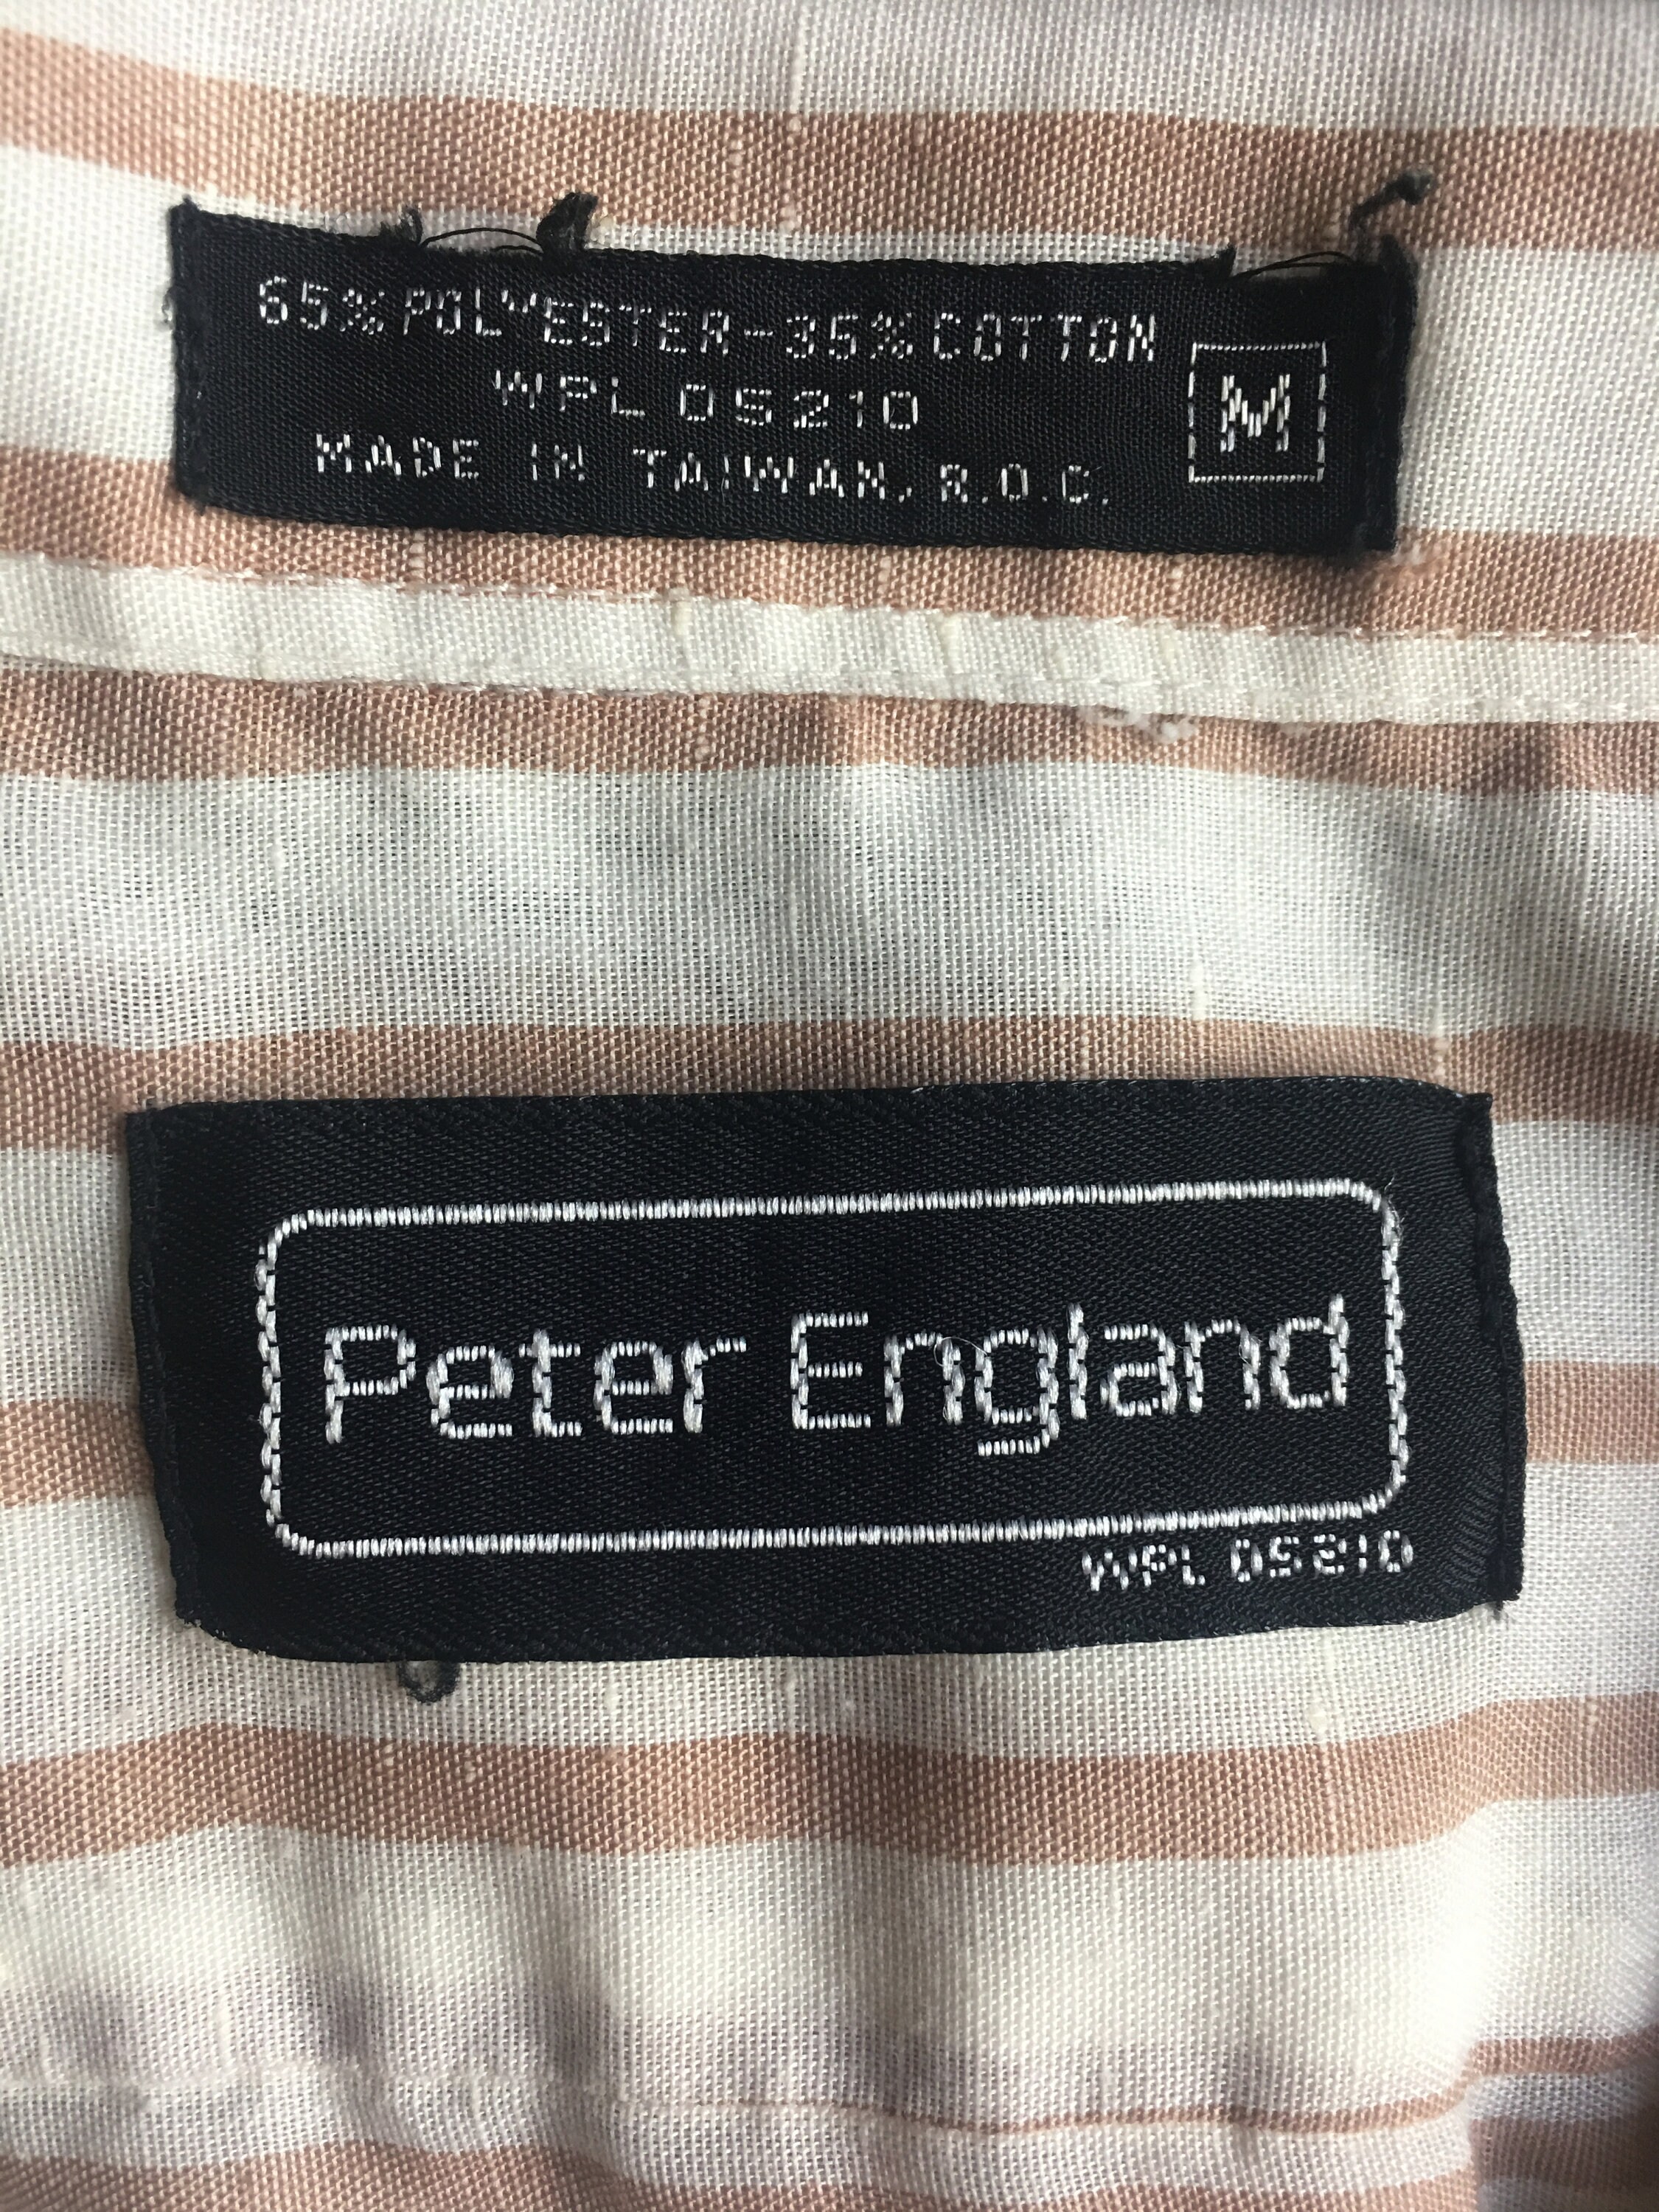 65% POLYESTER-35% COTTON
WPL 05210
MADE IN TAIWAN, R.O.C.
M
Peter England
WPL 05210